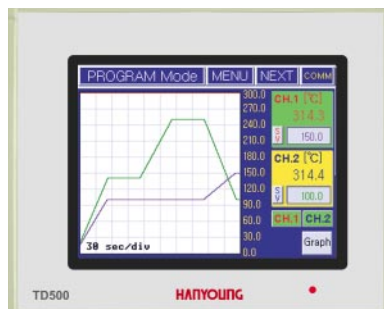 PROGRAM Mode MENU NEXT COMM
300.0
270.0
240.0
210.0
180.0
150.0
120.0
90.0
60.0
30.0
0.0
CH.1 [℃]
314.3
SV 150.0
CH.2 [℃]
314.4
SV 100.0
CH.1 CH.2
Graph
30 sec/div
TD500 HANYOUNG